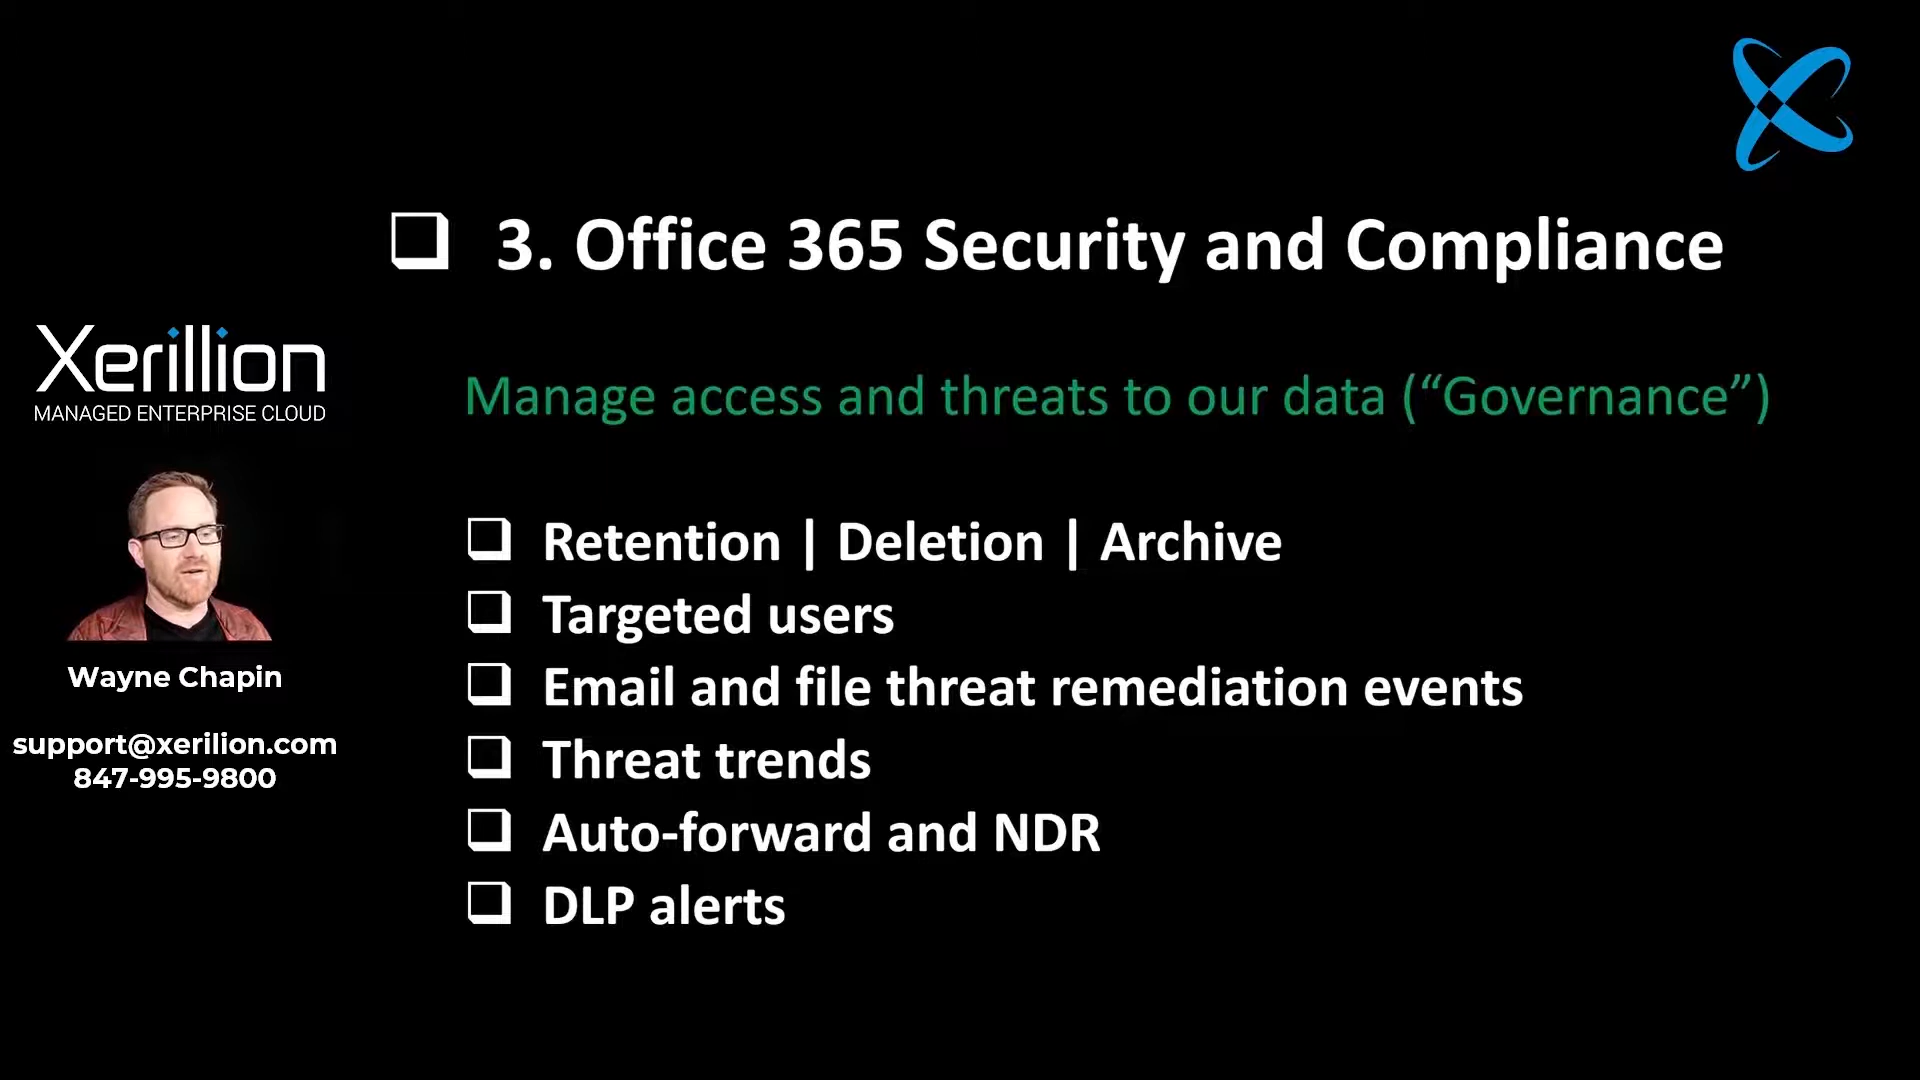 3. Office 365 Security and Compliance
Xerillion
MANAGED ENTERPRISE CLOUD
Manage access and threats to our data (“Governance”)
Retention | Deletion | Archive
Targeted users
Email and file threat remediation events
Threat trends
Auto-forward and NDR
DLP alerts
Wayne Chapin
support@xerilion.com
847-995-9800